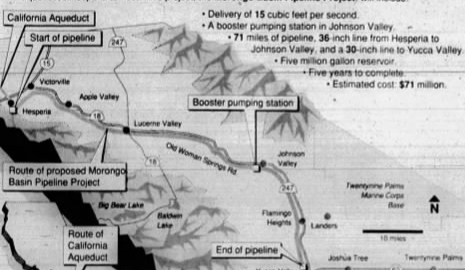 California Aqueduct
Start of pipeline
• Delivery of 15 cubic feet per second.
• A booster pumping station in Johnson Valley.
• 71 miles of pipeline, 36-inch line from Hesperia to
Johnson Valley, and a 30-inch line to Yucca Valley.
• Five million gallon reservoir.
• Five years to complete.
• Estimated cost: $71 million.
247
15
Victorville
Apple Valley
Hesperia
18
Lucerne Valley
Booster pumping station
Old Woman Springs Rd.
Johnson
Valley
Route of proposed Morongo
Basin Pipeline Project
18
247
Big Bear Lake
Baldwin
Lake
Twentynine Palms
Marine Corps
Base
N
Flamingo
Heights
Landers
10 miles
Route of
California
Aqueduct
End of pipeline
Joshua Tree
Twentynine Palms